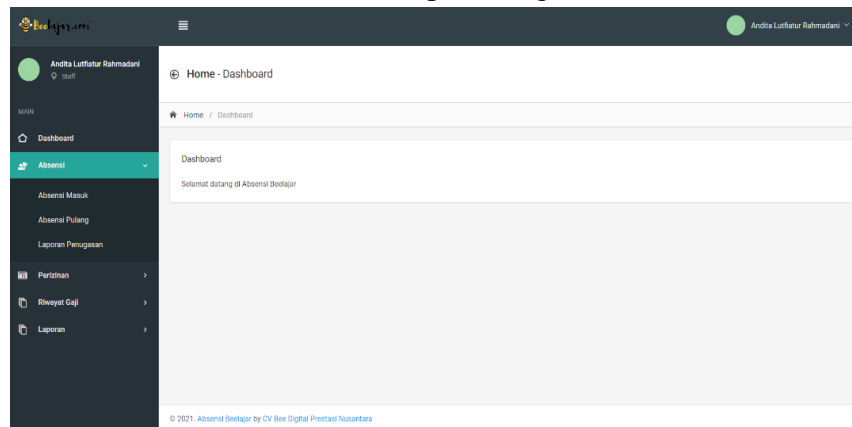 Beelajar.com
Andita Lutfiatur Rahmadani
Andita Lutfiatur Rahmadani
Staff
Home - Dashboard
MAIN
Home / Dashboard
Dashboard
Absensi
Dashboard
Selamat datang di Absensi Beelajar
Absensi Masuk
Absensi Pulang
Laporan Penugasan
Perizinan
Riwayat Gaji
Laporan
© 2021. Absensi Beelajar by CV Bee Digital Prestasi Nusantara